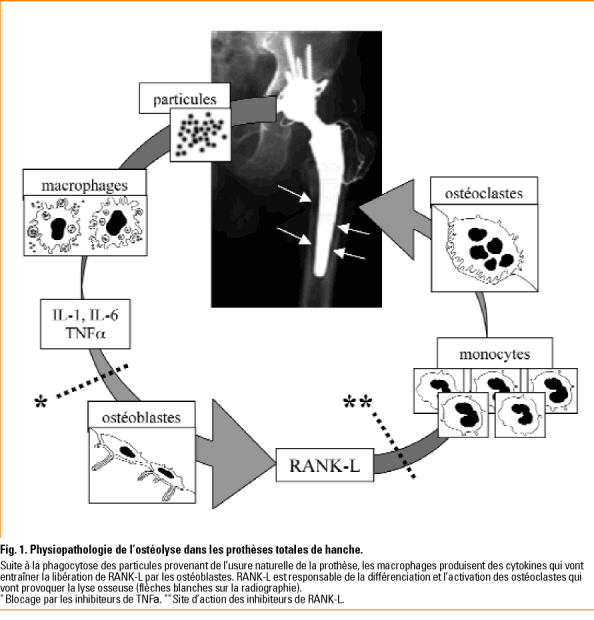 particules
macrophages
IL-1, IL-6
TNFα
*
ostéoblastes
RANK-L
**
monocytes
ostéoclastes
Fig. 1. Physiopathologie de l'ostéolyse dans les prothèses totales de hanche.
Suite à la phagocytose des particules provenant de l'usure naturelle de la prothèse, les macrophages produisent des cytokines qui vont
entraîner la libération de RANK-L par les ostéoblastes. RANK-L est responsable de la différenciation et l'activation des ostéoclastes qui
vont provoquer la lyse osseuse (flèches blanches sur la radiographie).
* Blocage par les inhibiteurs de TNFα. ** Site d'action des inhibiteurs de RANK-L.